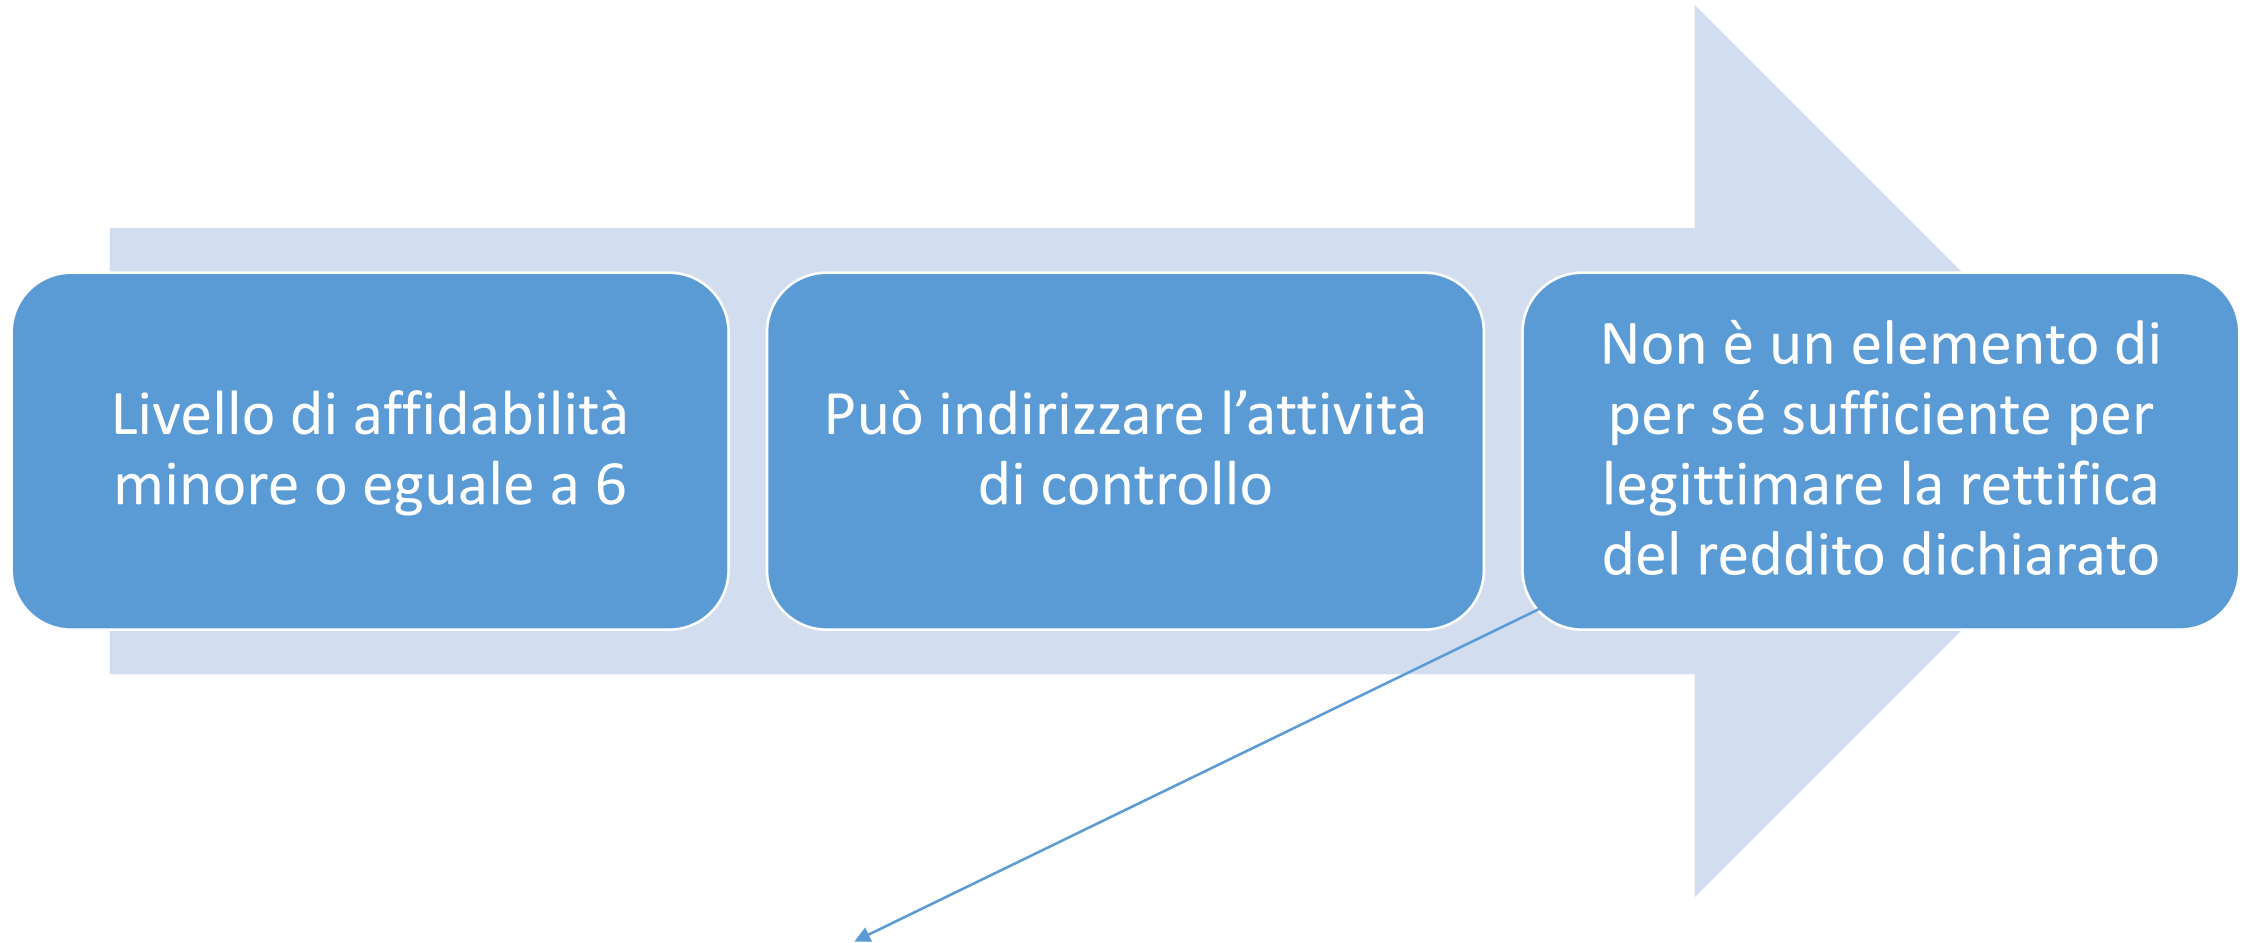 Livello di affidabilità
minore o eguale a 6
Può indirizzare l’attività
di controllo
Non è un elemento di
per sé sufficiente per
legittimare la rettifica
del reddito dichiarato